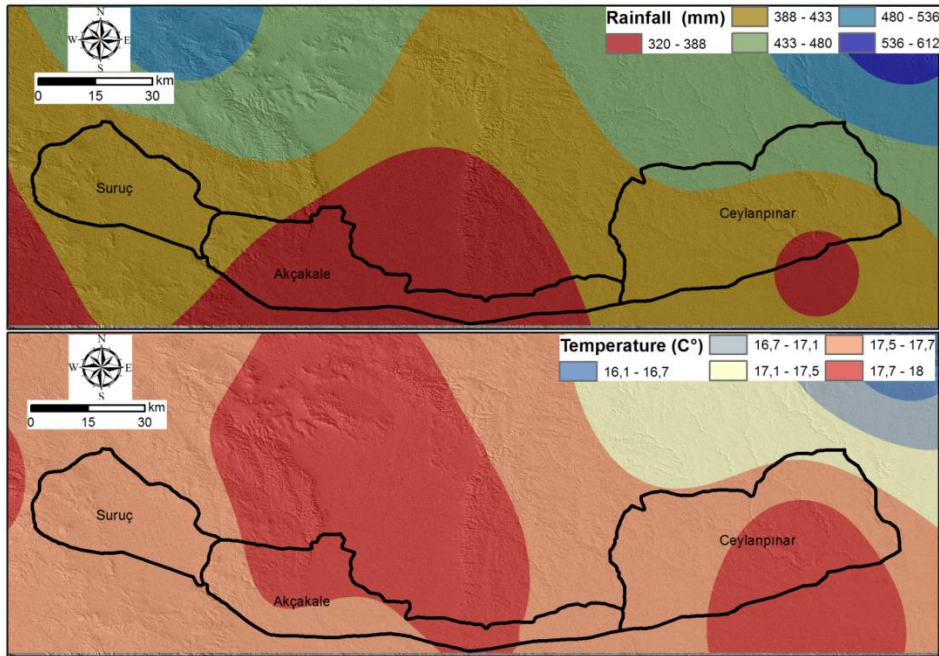 N
W E
S
km
0 15 30
Rainfall (mm)
388 - 433
480 - 536
320 - 388
433 - 480
536 - 612
Suruç
Akçakale
Ceylanpınar
N
W E
S
km
0 15 30
Temperature (C°)
16,7 - 17,1
17,5 - 17,7
16,1 - 16,7
17,1 - 17,5
17,7 - 18
Suruç
Akçakale
Ceylanpınar